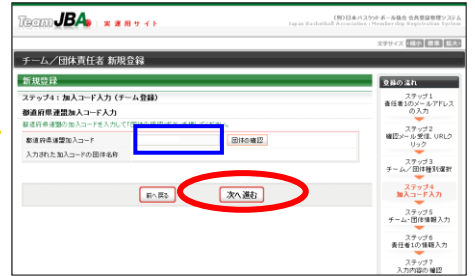 Team JBA 実運用サイト
(財)日本バスケットボール協会 会員登録管理システム
Japan Basketball Association : Membership Registration System
文字サイズ 縮小 標準 拡大
チーム／団体責任者 新規登録
新規登録
ステップ4：加入コード入力（チーム登録）
都道府県連盟加入コード入力
都道府県連盟加入コード
団体の確認
入力された加入コードの団体名称
前へ戻る
次へ進む
登録の流れ
ステップ1
責任者1のメールアドレスの入力
ステップ2
確認メール受信、URLクリック
ステップ3
チーム／団体種別選択
ステップ4
加入コード入力
ステップ5
チーム・団体情報入力
ステップ6
責任者1の情報入力
ステップ7
入力内容の確認